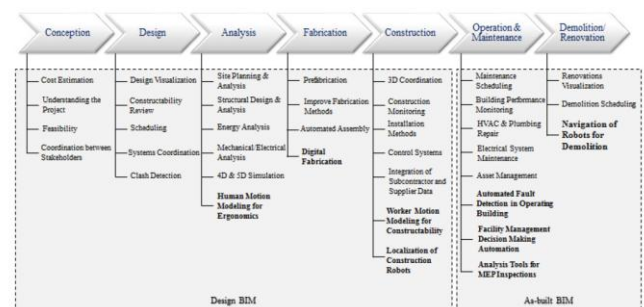 Conception
Design
Analysis
Fabrication
Construction
Operation &
Maintenance
Demolition/
Renovation
Cost Estimation
Understanding the
Project
Feasibility
Coordination between
Stakeholders
Design Visualization
Constructability
Review
Scheduling
Systems Coordination
Clash Detection
Site Planning &
Analysis
Structural Design &
Analysis
Energy Analysis
Mechanical/Electrical
Analysis
4D & 5D Simulation
Human Motion
Modeling for
Ergonomics
Prefabrication
Improve Fabrication
Methods
Automated Assembly
Digital
Fabrication
3D Coordination
Construction
Monitoring
Installation
Methods
Control Systems
Integration of
Subcontractor and
Supplier Data
Worker Motion
Modeling for
Constructability
Localization of
Construction
Robots
Maintenance
Scheduling
Building Performance
Monitoring
HVAC & Plumbing
Repair
Electrical System
Maintenance
Asset Management
Automated Fault
Detection in Operating
Building
Facility Management
Decision Making
Automation
Analysis Tools for
MEP Inspections
Renovations
Visualization
Demolition Scheduling
Navigation of
Robots for
Demolition
Design BIM
As-built BIM